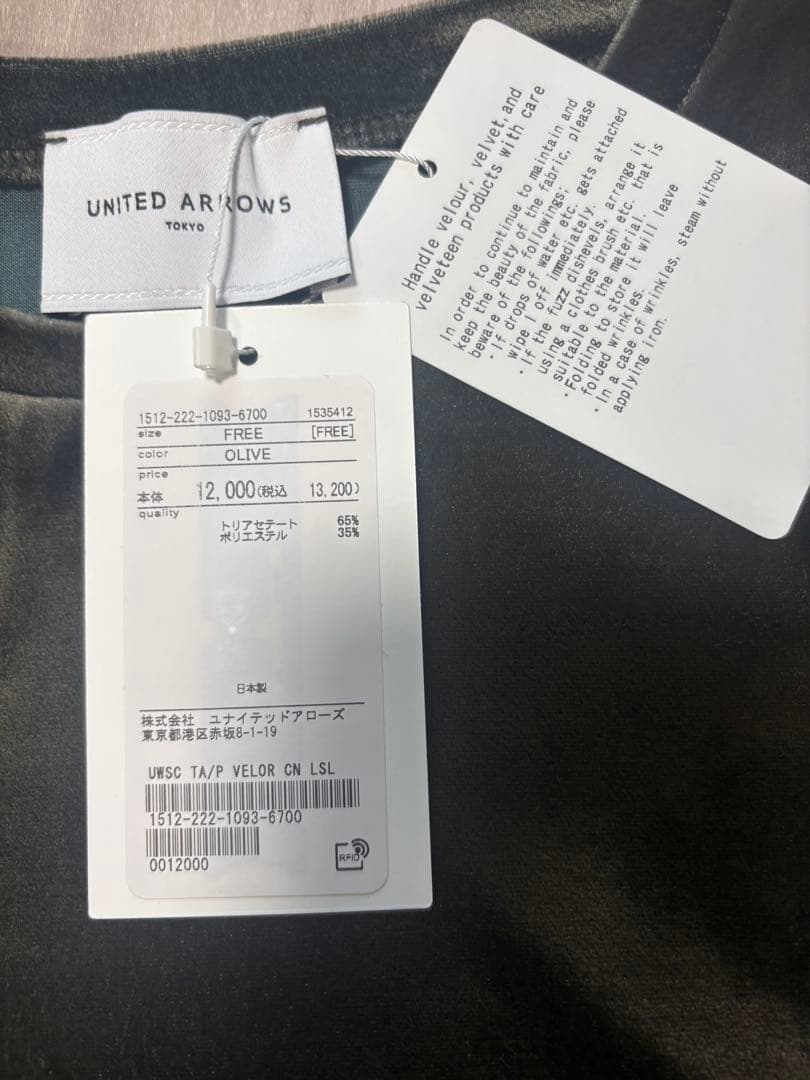 UNITED ARROWS
TOKYO
Handle velour, velvet, and
velveteen products with care
In order to continue to maintain and
keep the beauty of the fabric, please
beware of the followings;
・If drops of water etc. gets attached
wipe I off immediately.
・If the fuzz dishevels, arrange it
using a clothes brush etc. that is
suitable to the material.
・Folding to store it will leave
folded wrinkles.
・In a case of wrinkles, steam without
applying iron.
1512-222-1093-6700 1535412
size FREE [FREE]
color OLIVE
price
本体 12,000(税込 13,200)
quality
トリアセテート 65%
ポリエステル 35%
日本製
株式会社 ユナイテッドアローズ
東京都港区赤坂8-1-19
UWSC TA/P VELOR CN LSL
1512-222-1093-6700
0012000
RFID